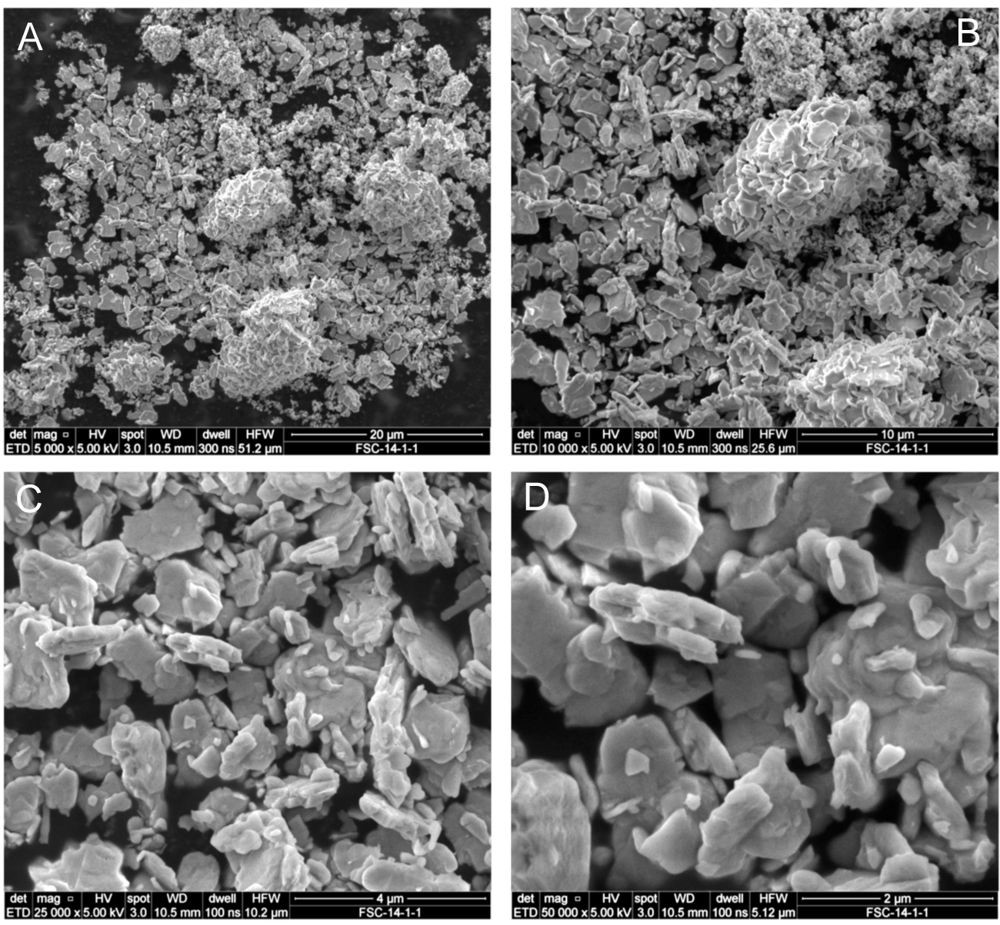 A
B
det mag □ HV spot WD dwell HFW 20 µm
ETD 5 000 x 5.00 kV 3.0 10.5 mm 300 ns 51.2 µm FSC-14-1-1
det mag □ HV spot WD dwell HFW 10 µm
ETD 10 000 x 5.00 kV 3.0 10.5 mm 300 ns 25.6 µm FSC-14-1-1
C
D
det mag □ HV spot WD dwell HFW 4 µm
ETD 25 000 x 5.00 kV 3.0 10.5 mm 100 ns 10.2 µm FSC-14-1-1
det mag □ HV spot WD dwell HFW 2 µm
ETD 50 000 x 5.00 kV 3.0 10.5 mm 100 ns 5.12 µm FSC-14-1-1